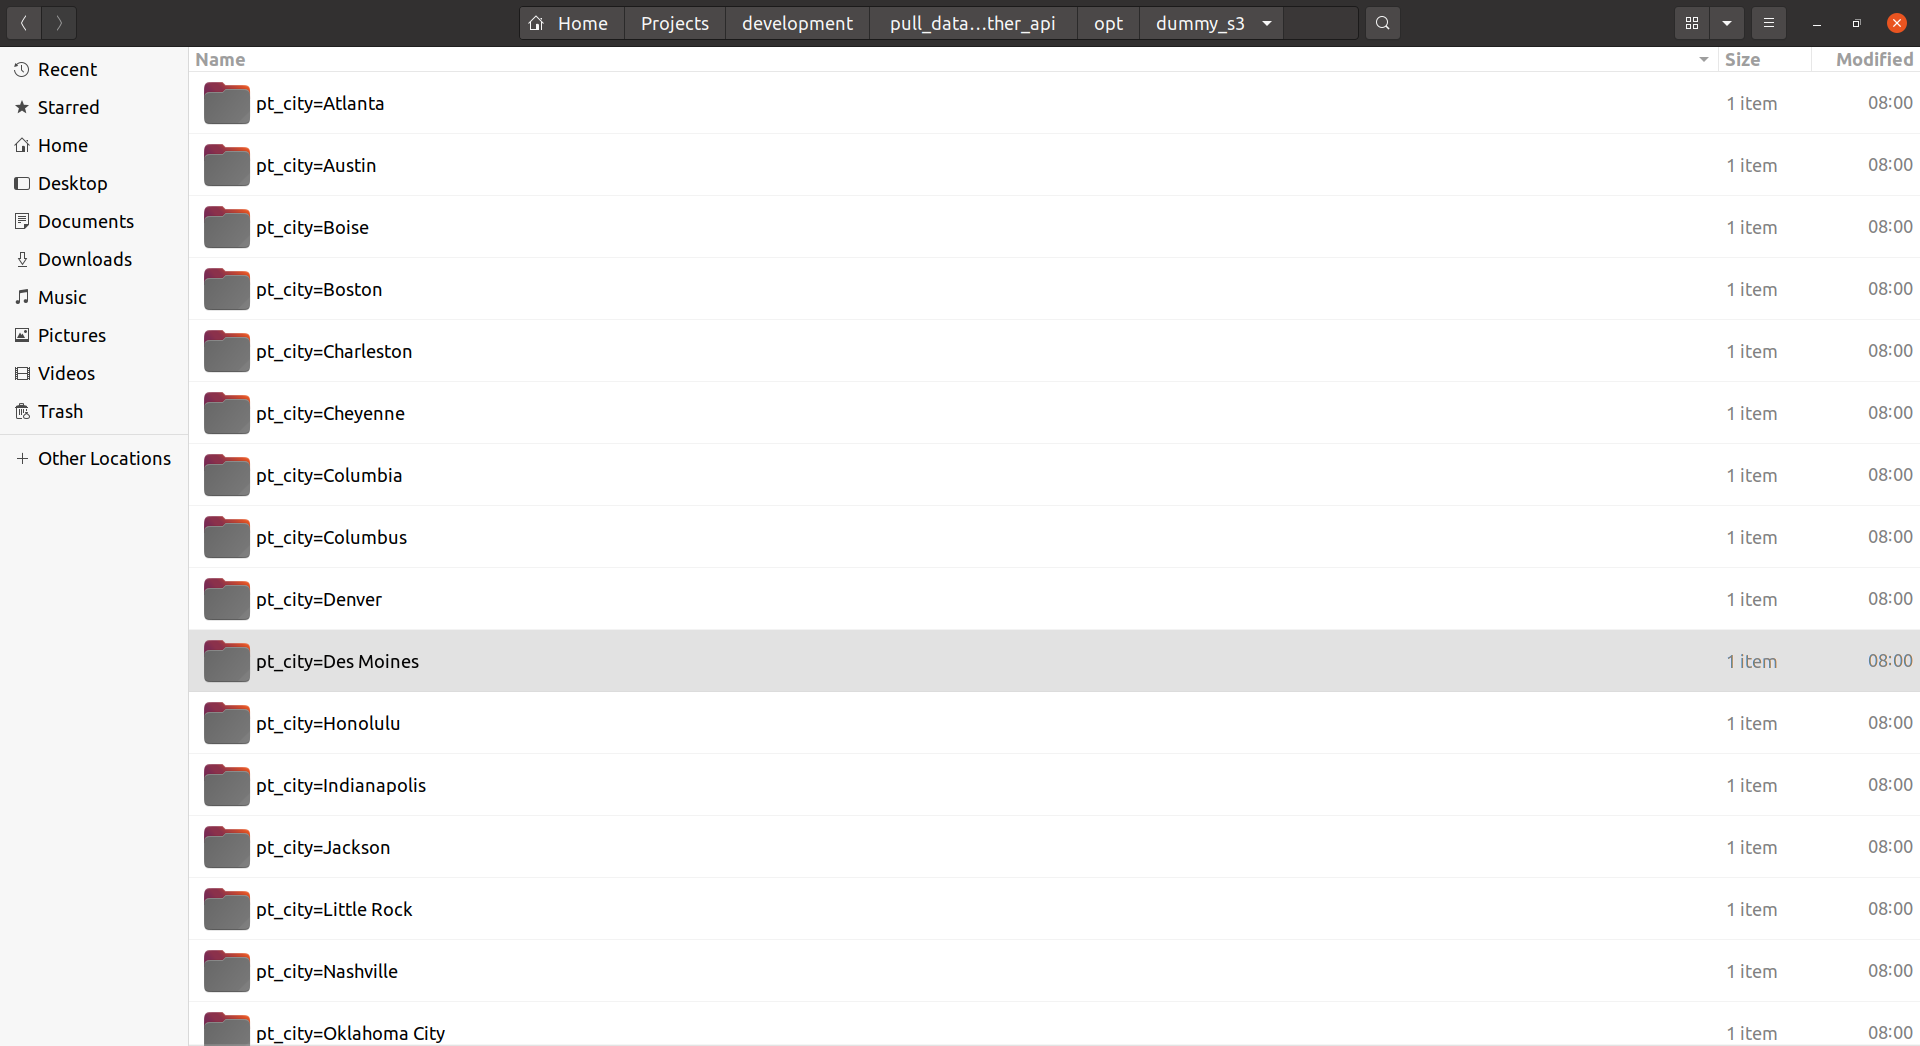 Home Projects development pull_data...ther_api opt dummy_s3
Name Size Modified
Recent
Starred
Home
Desktop
Documents
Downloads
Music
Pictures
Videos
Trash
Other Locations
pt_city=Atlanta 1 item 08:00
pt_city=Austin 1 item 08:00
pt_city=Boise 1 item 08:00
pt_city=Boston 1 item 08:00
pt_city=Charleston 1 item 08:00
pt_city=Cheyenne 1 item 08:00
pt_city=Columbia 1 item 08:00
pt_city=Columbus 1 item 08:00
pt_city=Denver 1 item 08:00
pt_city=Des Moines 1 item 08:00
pt_city=Honolulu 1 item 08:00
pt_city=Indianapolis 1 item 08:00
pt_city=Jackson 1 item 08:00
pt_city=Little Rock 1 item 08:00
pt_city=Nashville 1 item 08:00
pt_city=Oklahoma City 1 item 08:00